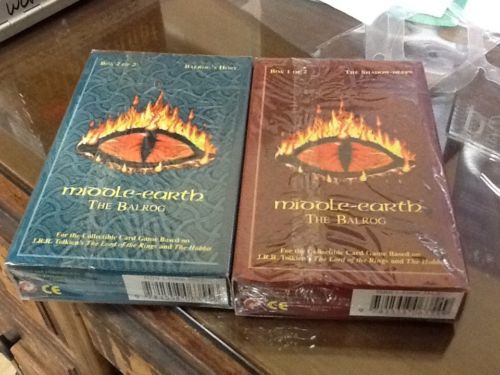 Box 2 of 2 Balrog's Host
Middle-earth
The Balrog
For the Collectible Card Game Based on
J.R.R. Tolkien's The Lord of the Rings and The Hobbit
CE
Box 1 of 2 The Shadow-deeps
Middle-earth
The Balrog
For the Collectible Card Game Based on
J.R.R. Tolkien's The Lord of the Rings and The Hobbit
CE